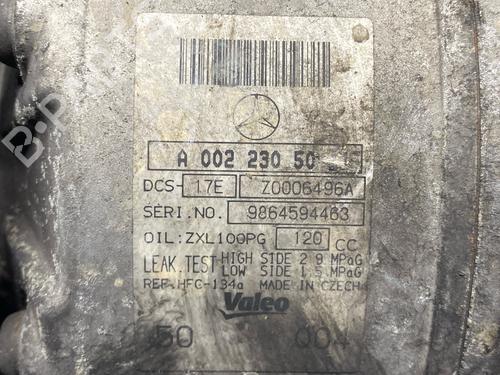 A 002 230 50
DCS- 17E Z0006496A
SERI.NO. 9864594463
OIL:ZXL100PG 120 CC
LEAK.TEST HIGH SIDE 2.9 MPaG
LOW SIDE 1.5 MPaG
REF.HFC-134a MADE IN CZECH
Valeo
50 004
B-PARTS